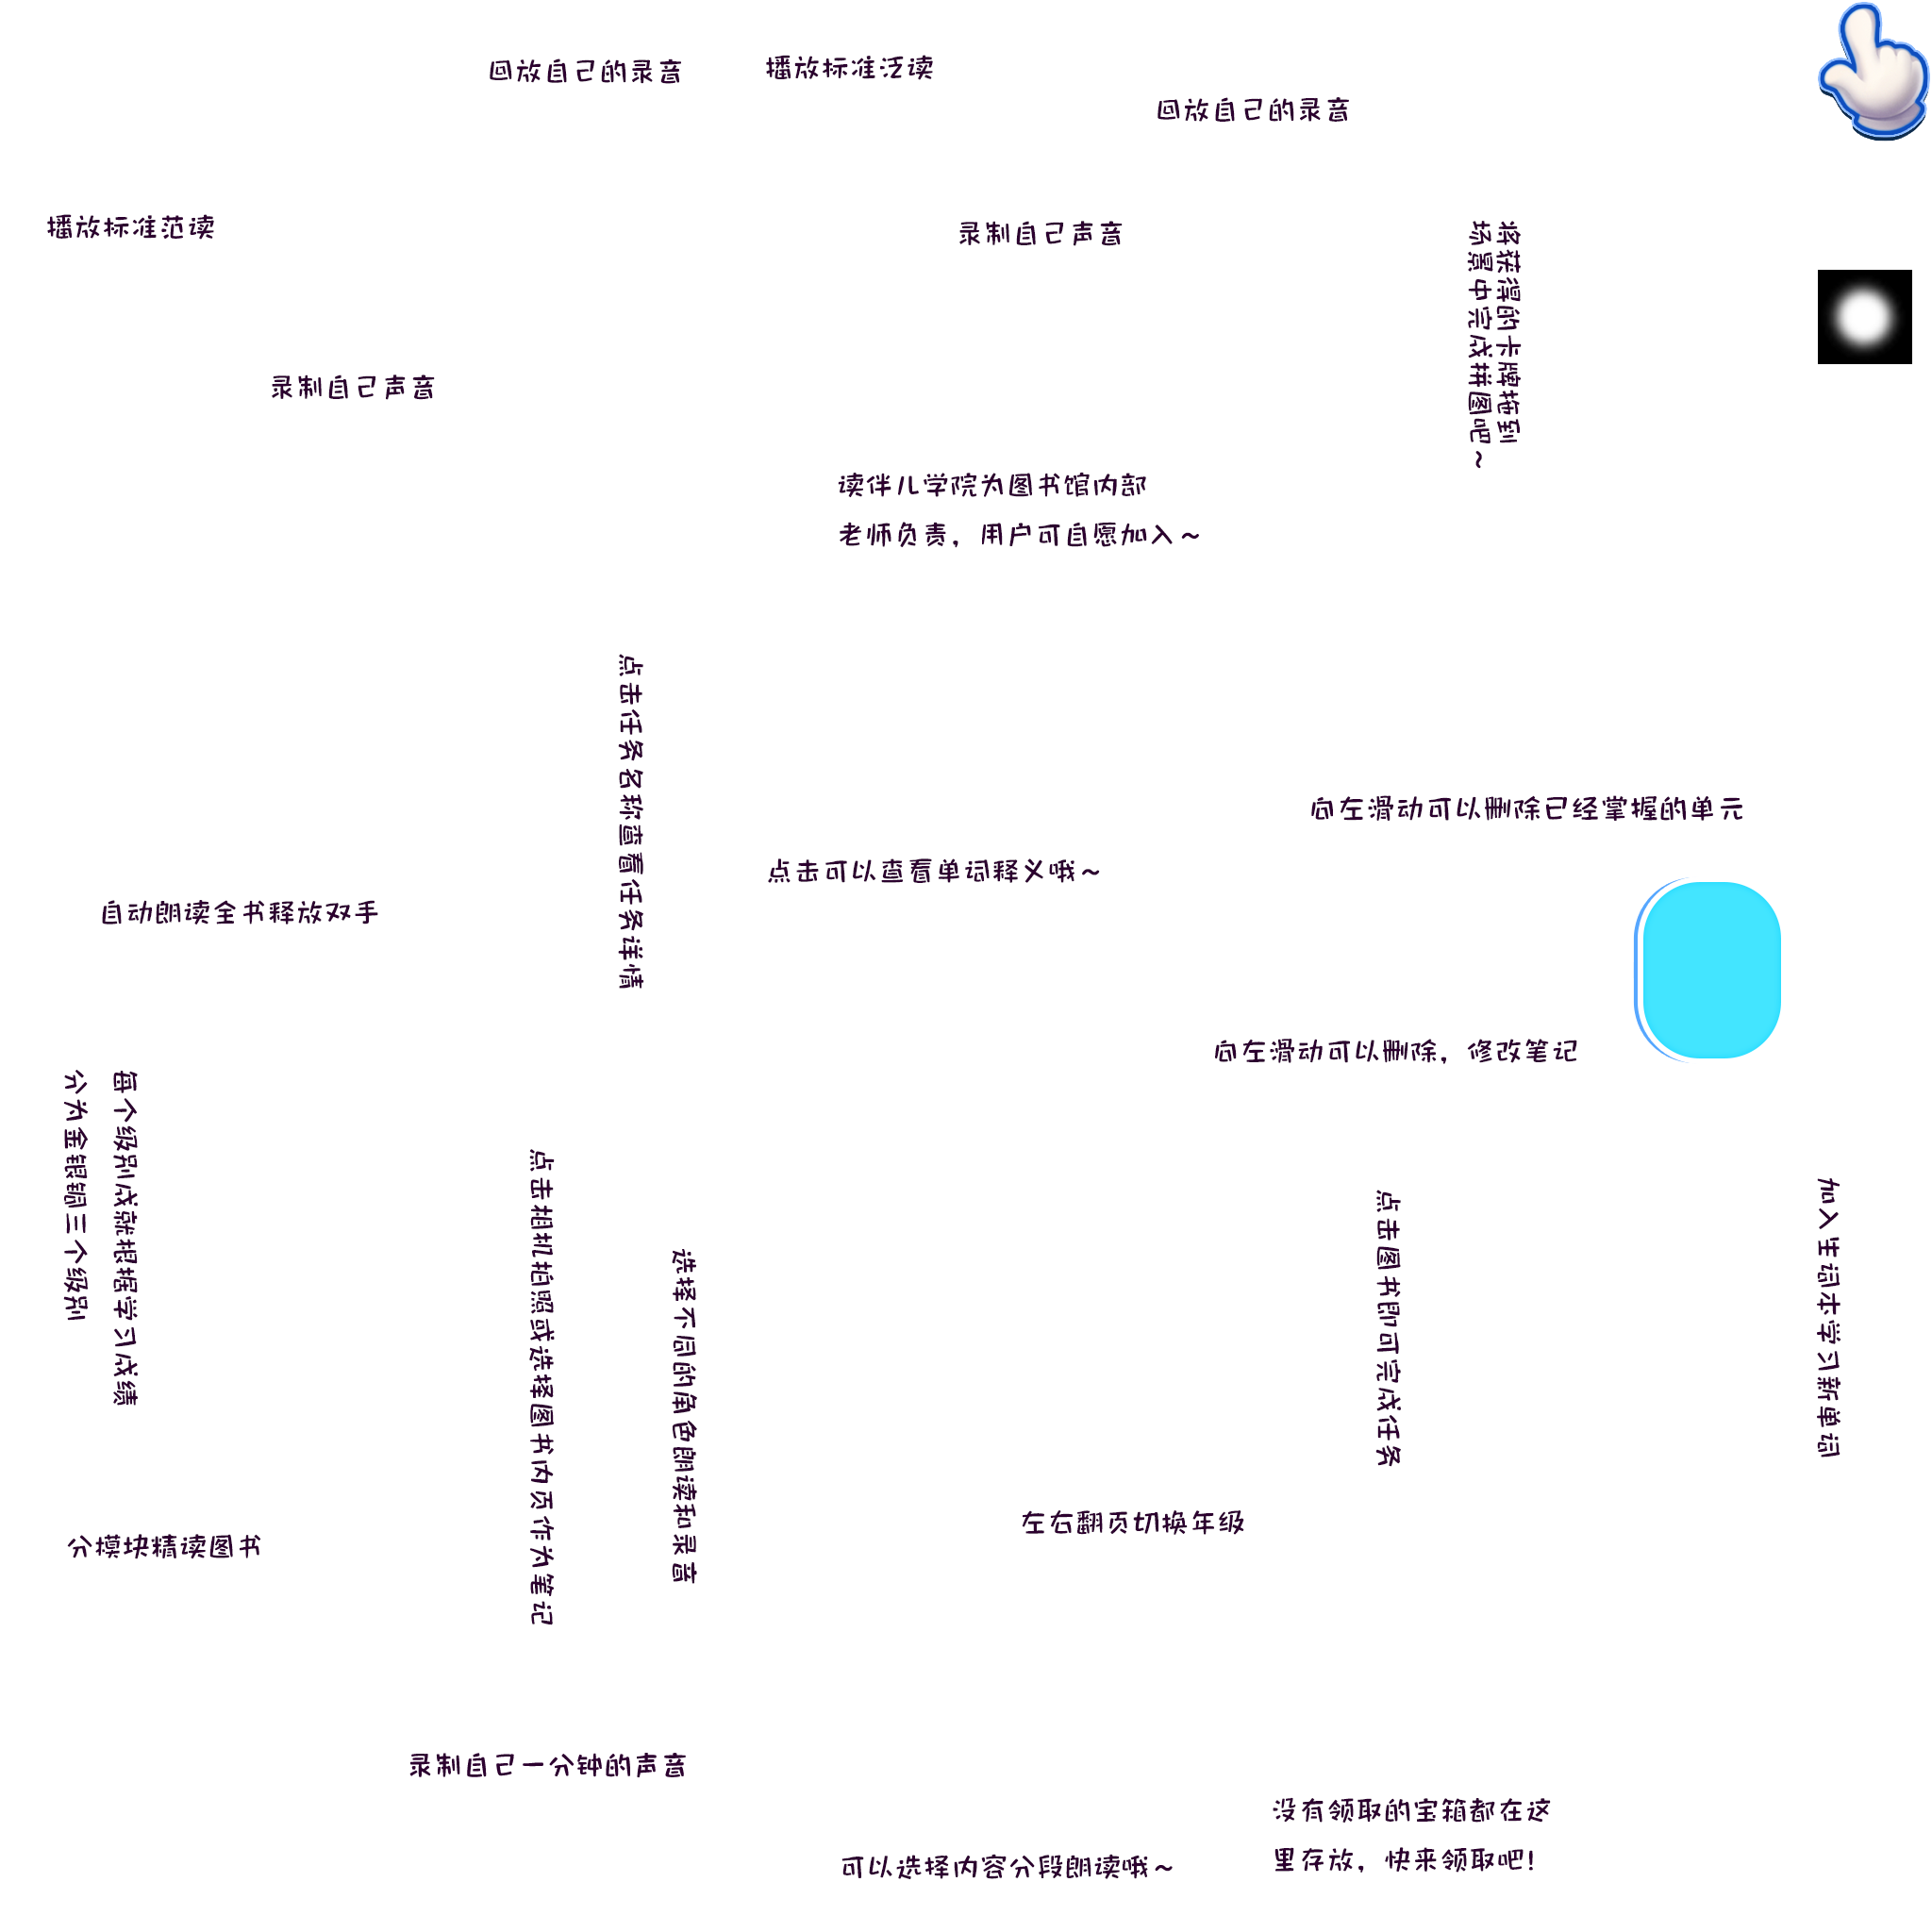 回放自己的录音
播放标准泛读
回放自己的录音
播放标准范读
录制自己声音
将获得的卡牌拖到
场景中完成拼图吧~
录制自己声音
读伴儿学院为图书馆内部
老师负责，用户可自愿加入~
点击任务名称查看任务详情
向左滑动可以删除已经掌握的单元
点击可以查看单词释义哦~
自动朗读全书释放双手
向左滑动可以删除，修改笔记
每个级别成就根据学习成绩
分为金银铜三个级别
点击相机拍照或选择图书内页作为笔记
选择不同的角色朗读和录音
点击图书即可完成任务
加入生词本学习新单词
左右翻页切换年级
分模块精读图书
录制自己一分钟的声音
没有领取的宝箱都在这
里存放，快来领取吧!
可以选择内容分段朗读哦~